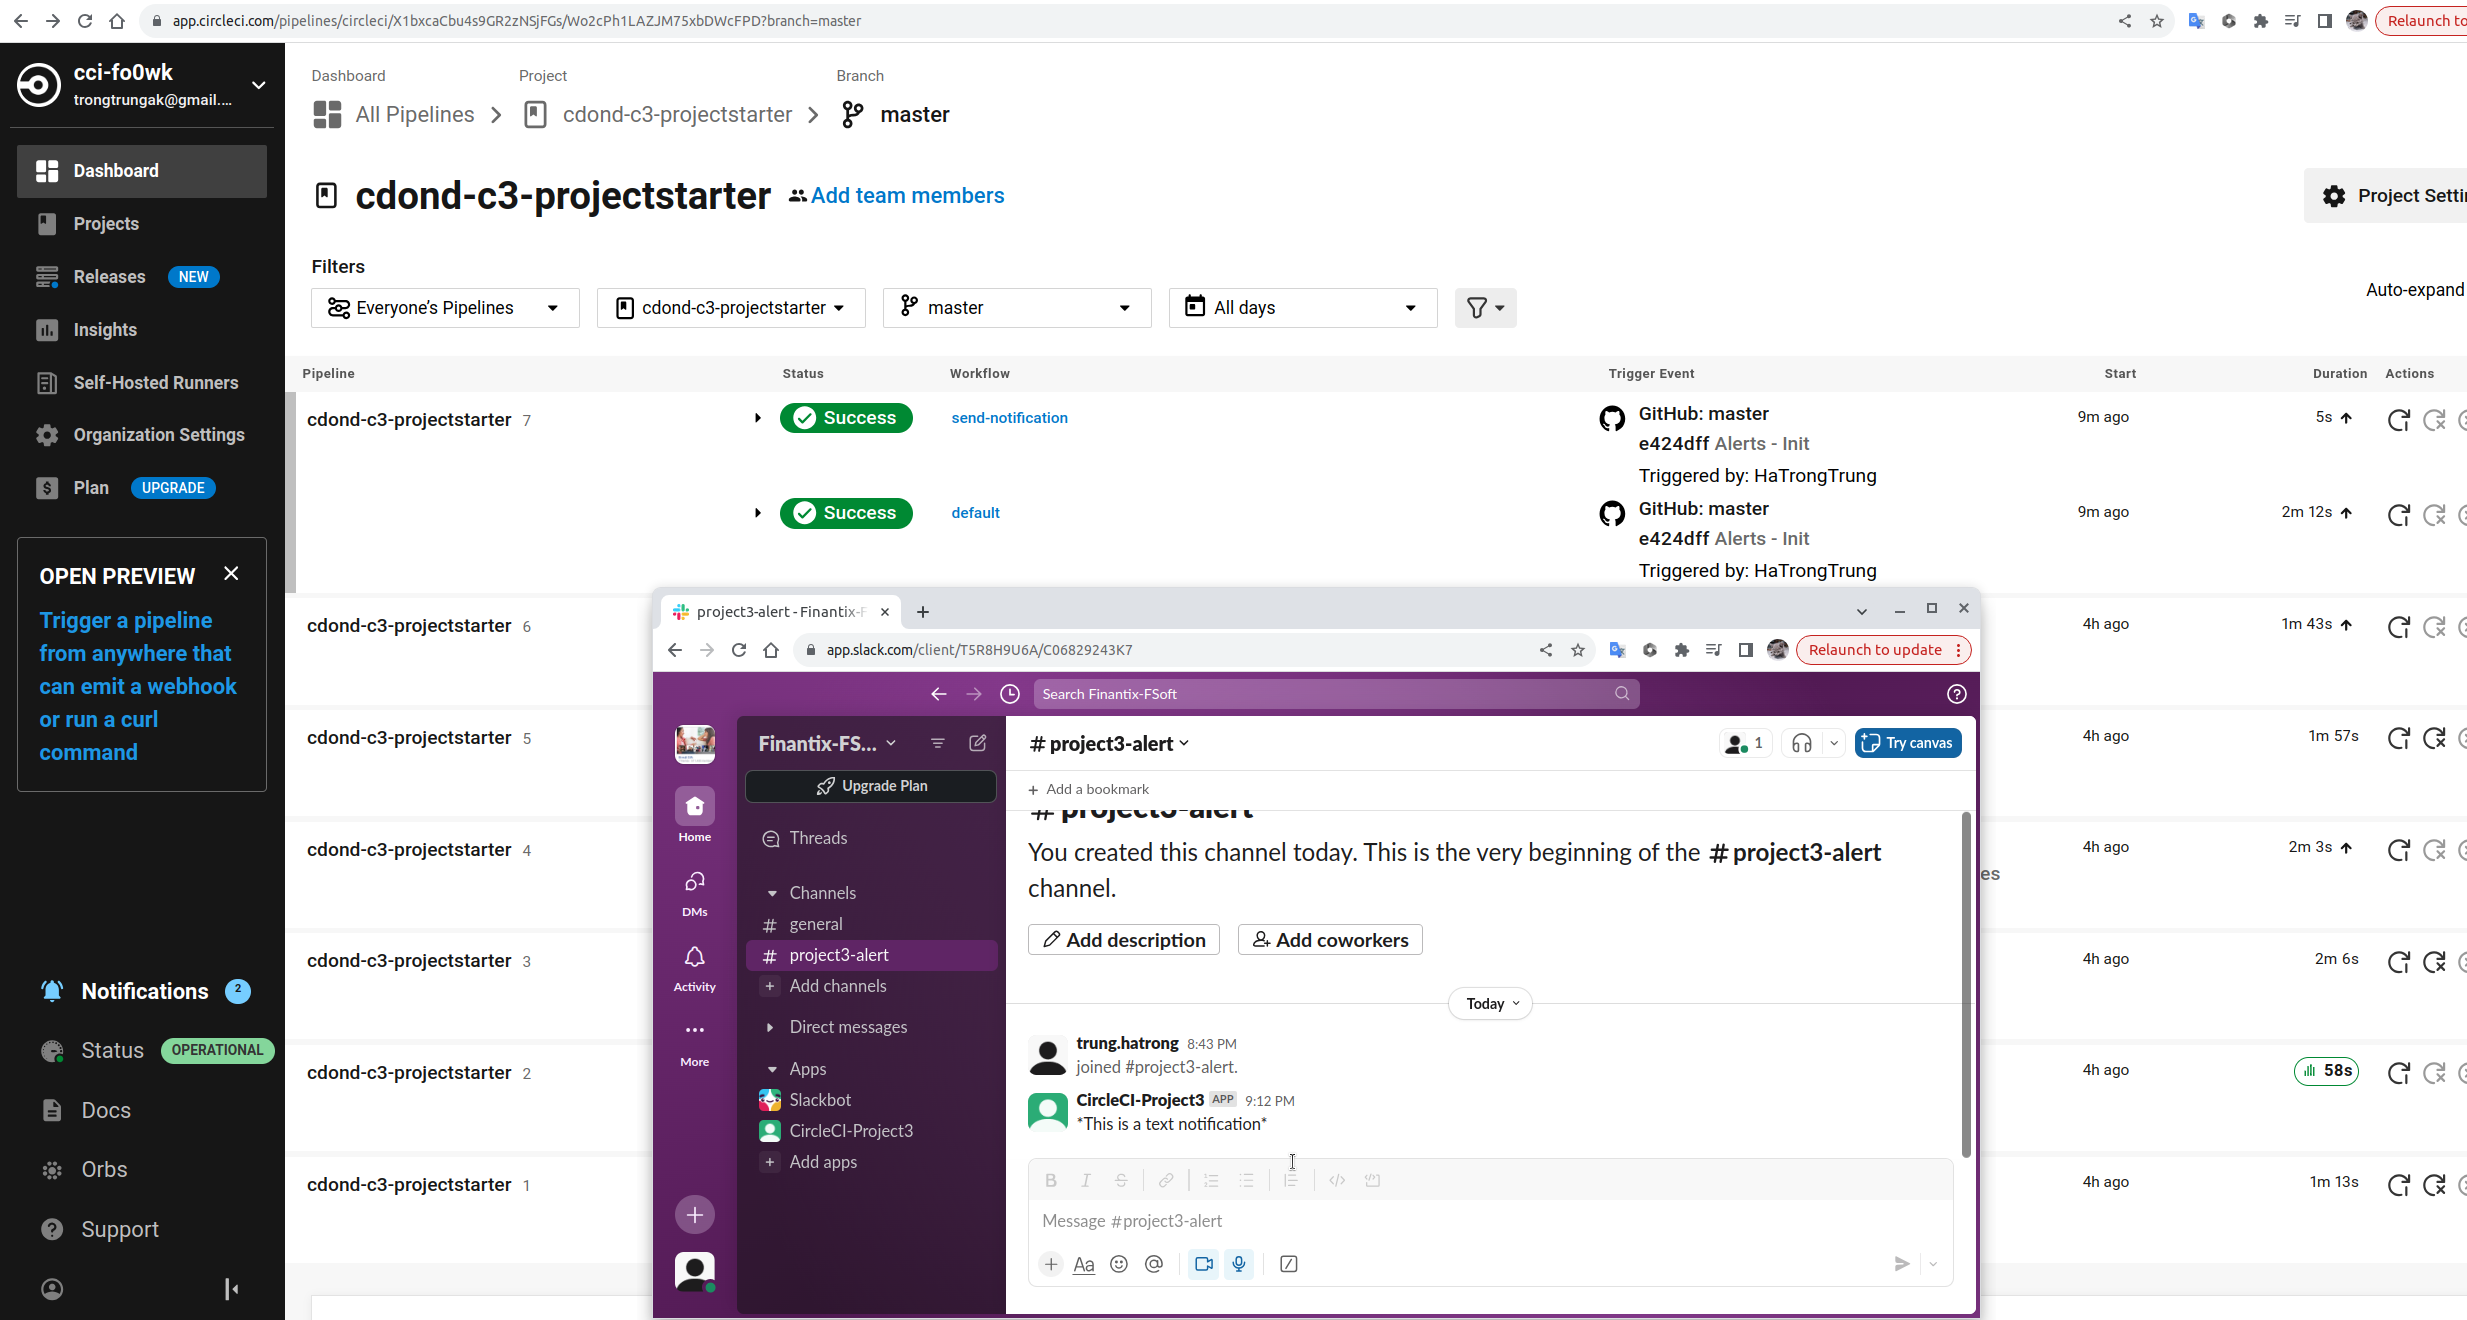 app.circleci.com/pipelines/circleci/X1bxcaCbu4s9GR2zNSjFGs/Wo2cPh1LAZJM75xbDWcFPD?branch=master
Relaunch to
cci-fo0wk
trongtrungak@gmail....
Dashboard
Projects
Releases NEW
Insights
Self-Hosted Runners
Organization Settings
Plan UPGRADE
OPEN PREVIEW
Trigger a pipeline
from anywhere that
can emit a webhook
or run a curl
command
Notifications 2
Status OPERATIONAL
Docs
Orbs
Support
Dashboard Project Branch
All Pipelines cdond-c3-projectstarter master
cdond-c3-projectstarter Add team members
Project Setti
Filters
Everyone's Pipelines cdond-c3-projectstarter master All days
Auto-expand
Pipeline Status Workflow Trigger Event Start Duration Actions
cdond-c3-projectstarter 7 Success send-notification GitHub: master 9m ago 5s
e424dff Alerts - Init
Triggered by: HaTrongTrung
Success default GitHub: master 9m ago 2m 12s
e424dff Alerts - Init
Triggered by: HaTrongTrung
cdond-c3-projectstarter 6 4h ago 1m 43s
cdond-c3-projectstarter 5 4h ago 1m 57s
cdond-c3-projectstarter 4 4h ago 2m 3s
es
cdond-c3-projectstarter 3 4h ago 2m 6s
cdond-c3-projectstarter 2 4h ago 58s
cdond-c3-projectstarter 1 4h ago 1m 13s
project3-alert - Finantix-F
app.slack.com/client/T5R8H9U6A/C06829243K7
Relaunch to update
Search Finantix-FSoft
Home
DMs
Activity
More
Finantix-FS...
Upgrade Plan
Threads
Channels
# general
# project3-alert
Add channels
Direct messages
Apps
Slackbot
CircleCI-Project3
Add apps
# project3-alert
1
Try canvas
Add a bookmark
# project3-alert
You created this channel today. This is the very beginning of the # project3-alert
channel.
Add description Add coworkers
Today
trung.hatrong 8:43 PM
joined #project3-alert.
CircleCI-Project3 APP 9:12 PM
*This is a text notification*
Message #project3-alert